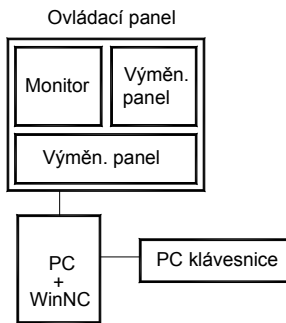 Ovládací panel
Monitor
Výměn.
panel
Výměn. panel
PC
+
WinNC
PC klávesnice